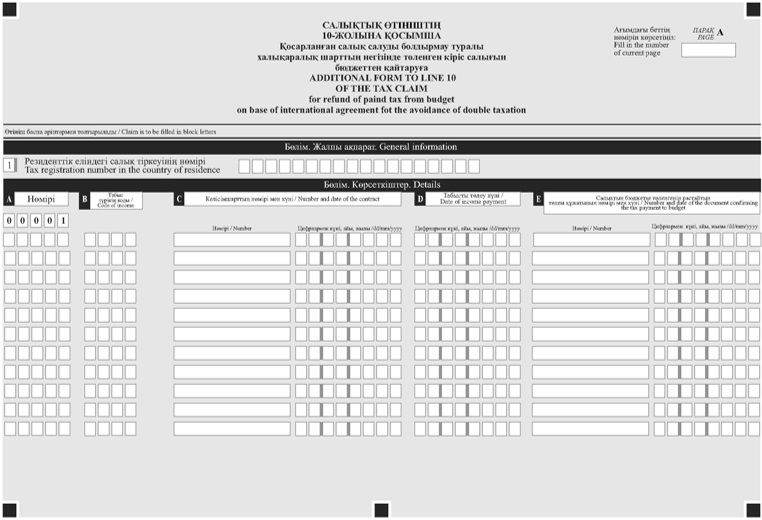 САЛЫҚТЫҚ ӨТІНІШТІҢ
10-ЖОЛЫНА ҚОСЫМША
Қосарланған салық салуды болдырмау туралы
халықаралық шарттың негізінде төленген кіріс салығын
бюджеттен қайтаруға
ADDITIONAL FORM TO LINE 10
OF THE TAX CLAIM
for refund of paind tax from budget
on base of international agreement fot the avoidance of double taxation
Ағымдағы беттің
нөмірін көрсетіңіз:
Fill in the number
of current page
ПАРАҚ A
PAGE
Өтініш баспа әріптермен толтырылады / Claim is to be filled in block letters
Бөлім. Жалпы ақпарат. General information
1 Резиденттік еліндегі салық тіркеуінің нөмірі
Tax registration number in the country of residence
Бөлім. Көрсеткіштер. Details
A Нөмірі
B Табыс
түрінің коды /
Code of income
C Келісімшарттың нөмірі мен күні / Number and date of the contract
D Табысты төлеу күні /
Date of income payment
E Салықтың бюджетке төленгенін растайтын
төлем құжатының нөмірі мен күні / Number and date of the document confirming
the tax payment to budget
0 0 0 0 1
Нөмірі / Number
Цифрлармен күні, айы, жылы /dd/mm/yyyy
Цифрлармен күні, айы, жылы /dd/mm/yyyy
Нөмірі / Number
Цифрлармен күні, айы, жылы /dd/mm/yyyy